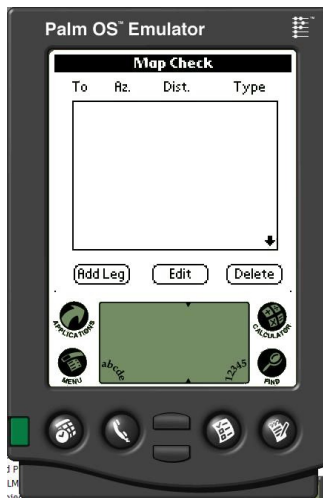 Palm OS™ Emulator
Map Check
To Az. Dist. Type
Add Leg Edit Delete
APPLICATIONS CALCULATOR
MENU abcde 12345 FIND
LM